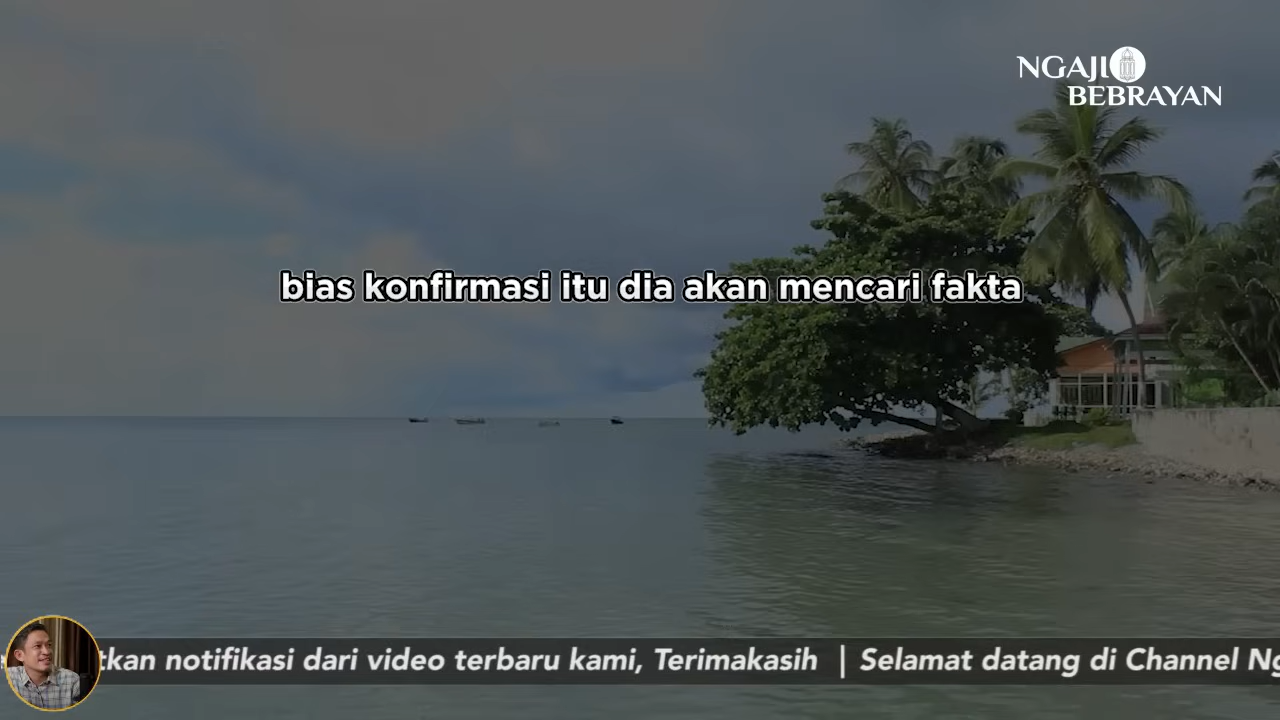 NGAJI
BEBRAYAN
bias konfirmasi itu dia akan mencari fakta
tkan notifikasi dari video terbaru kami, Terimakasih | Selamat datang di Channel Ng